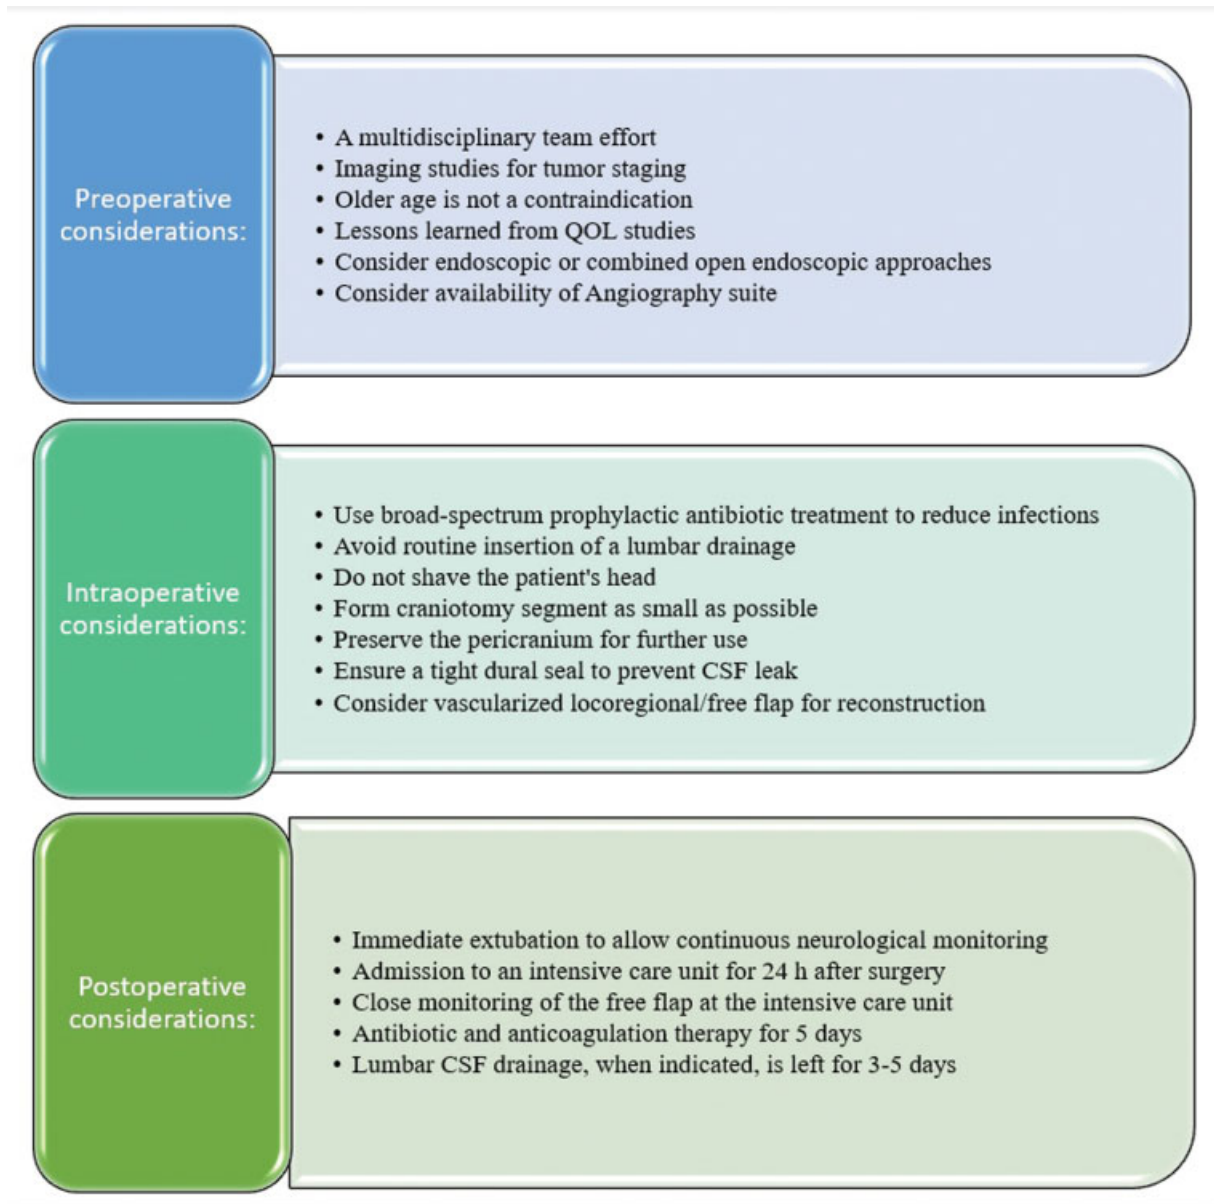 Preoperative
considerations:
• A multidisciplinary team effort
• Imaging studies for tumor staging
• Older age is not a contraindication
• Lessons learned from QOL studies
• Consider endoscopic or combined open endoscopic approaches
• Consider availability of Angiography suite
Intraoperative
considerations:
• Use broad-spectrum prophylactic antibiotic treatment to reduce infections
• Avoid routine insertion of a lumbar drainage
• Do not shave the patient's head
• Form craniotomy segment as small as possible
• Preserve the pericranium for further use
• Ensure a tight dural seal to prevent CSF leak
• Consider vascularized locoregional/free flap for reconstruction
Postoperative
considerations:
• Immediate extubation to allow continuous neurological monitoring
• Admission to an intensive care unit for 24 h after surgery
• Close monitoring of the free flap at the intensive care unit
• Antibiotic and anticoagulation therapy for 5 days
• Lumbar CSF drainage, when indicated, is left for 3-5 days